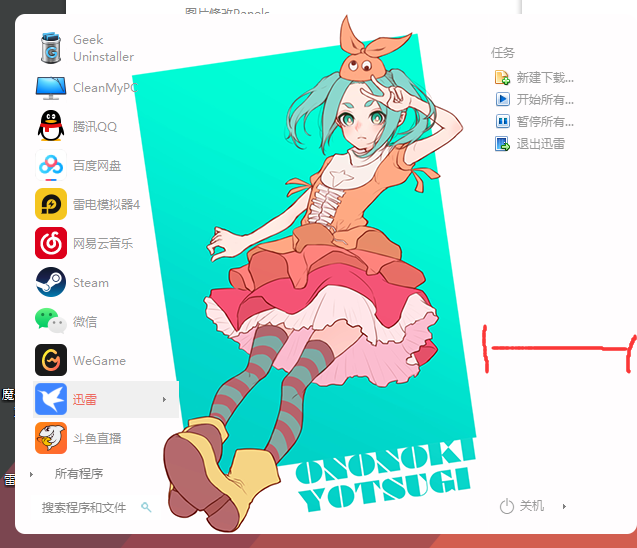 图片修改Panels
Geek
Uninstaller
CleanMyPC
腾讯QQ
百度网盘
雷电模拟器4
网易云音乐
Steam
微信
WeGame
迅雷
斗鱼直播
所有程序
搜索程序和文件
任务
新建下载...
开始所有...
暂停所有...
退出迅雷
ONONOKI
YOTSUGI
关机
魔
雷